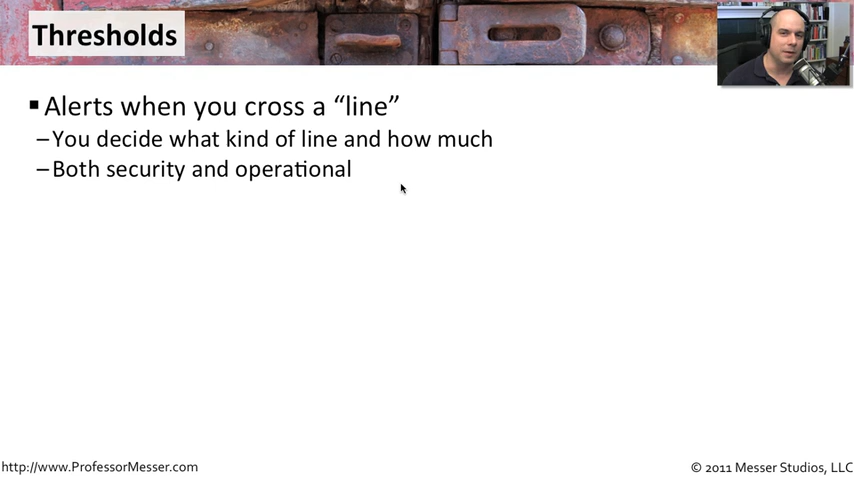 Thresholds
▪ Alerts when you cross a “line”
–You decide what kind of line and how much
–Both security and operational
http://www.ProfessorMesser.com
© 2011 Messer Studios, LLC